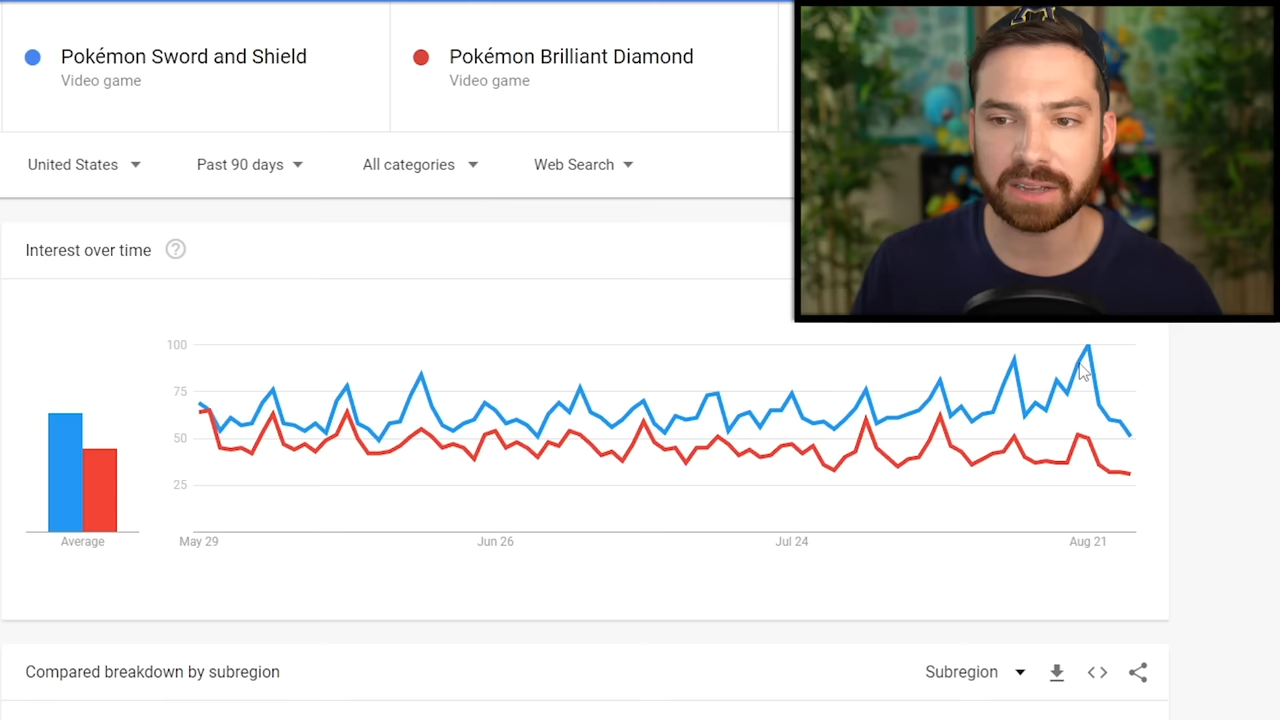 Pokémon Sword and Shield
Video game
Pokémon Brilliant Diamond
Video game
United States
Past 90 days
All categories
Web Search
Interest over time
?
100
75
50
25
Average
May 29
Jun 26
Jul 24
Aug 21
Compared breakdown by subregion
Subregion
M